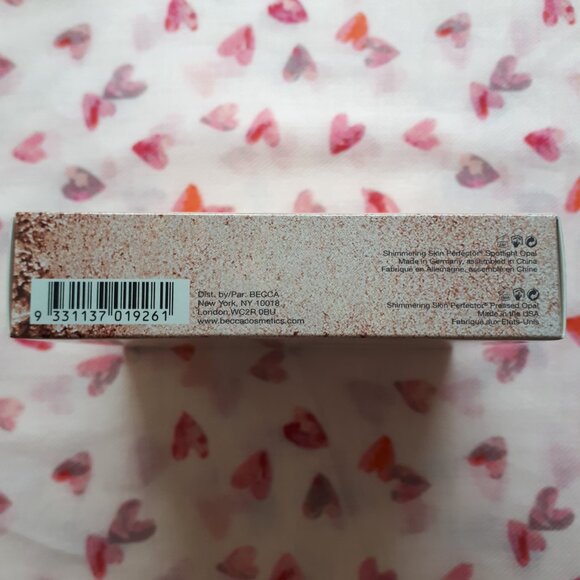 9 331137 019261
Dist. by/Par: BECCA
New York, NY 10018
London WC2R 0BU
www.beccacosmetics.com
Shimmering Skin Perfector® Spotlight Opal
Made in Germany, assembled in China
Fabriqué en Allemagne, assemblé en Chine
Shimmering Skin Perfector® Pressed Opal
Made in the USA
Fabriqué aux États-Unis